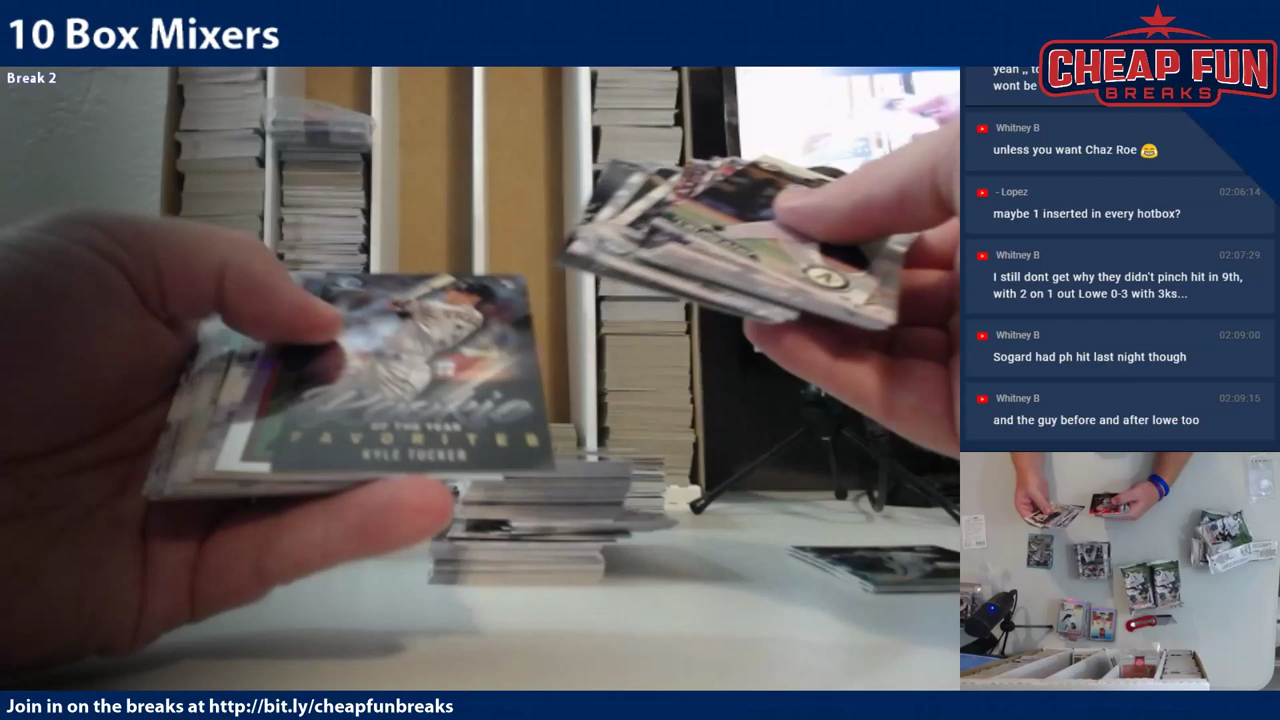 10 Box Mixers
Break 2
CHEAP FUN
BREAKS
wont be
Whitney B
unless you want Chaz Roe 😂
- Lopez
02:06:14
maybe 1 inserted in every hotbox?
Whitney B
02:07:29
I still dont get why they didn't pinch hit in 9th,
with 2 on 1 out Lowe 0-3 with 3ks...
Whitney B
02:09:00
Sogard had ph hit last night though
Whitney B
02:09:15
and the guy before and after lowe too
Rookie
OF THE YEAR
FAVORITES
KYLE TUCKER
Join in on the breaks at http://bit.ly/cheapfunbreaks